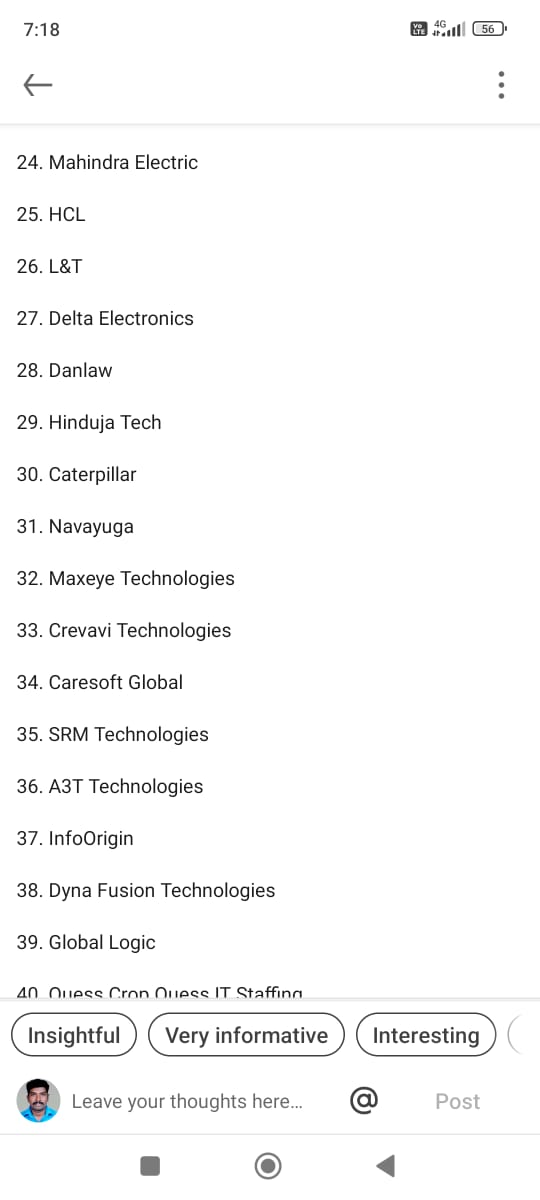 7:18
Vo LTE 4G 56
24. Mahindra Electric
25. HCL
26. L&T
27. Delta Electronics
28. Danlaw
29. Hinduja Tech
30. Caterpillar
31. Navayuga
32. Maxeye Technologies
33. Crevavi Technologies
34. Caresoft Global
35. SRM Technologies
36. A3T Technologies
37. InfoOrigin
38. Dyna Fusion Technologies
39. Global Logic
40. Quess Crop Quess IT Staffing
Insightful
Very informative
Interesting
Leave your thoughts here...
@
Post